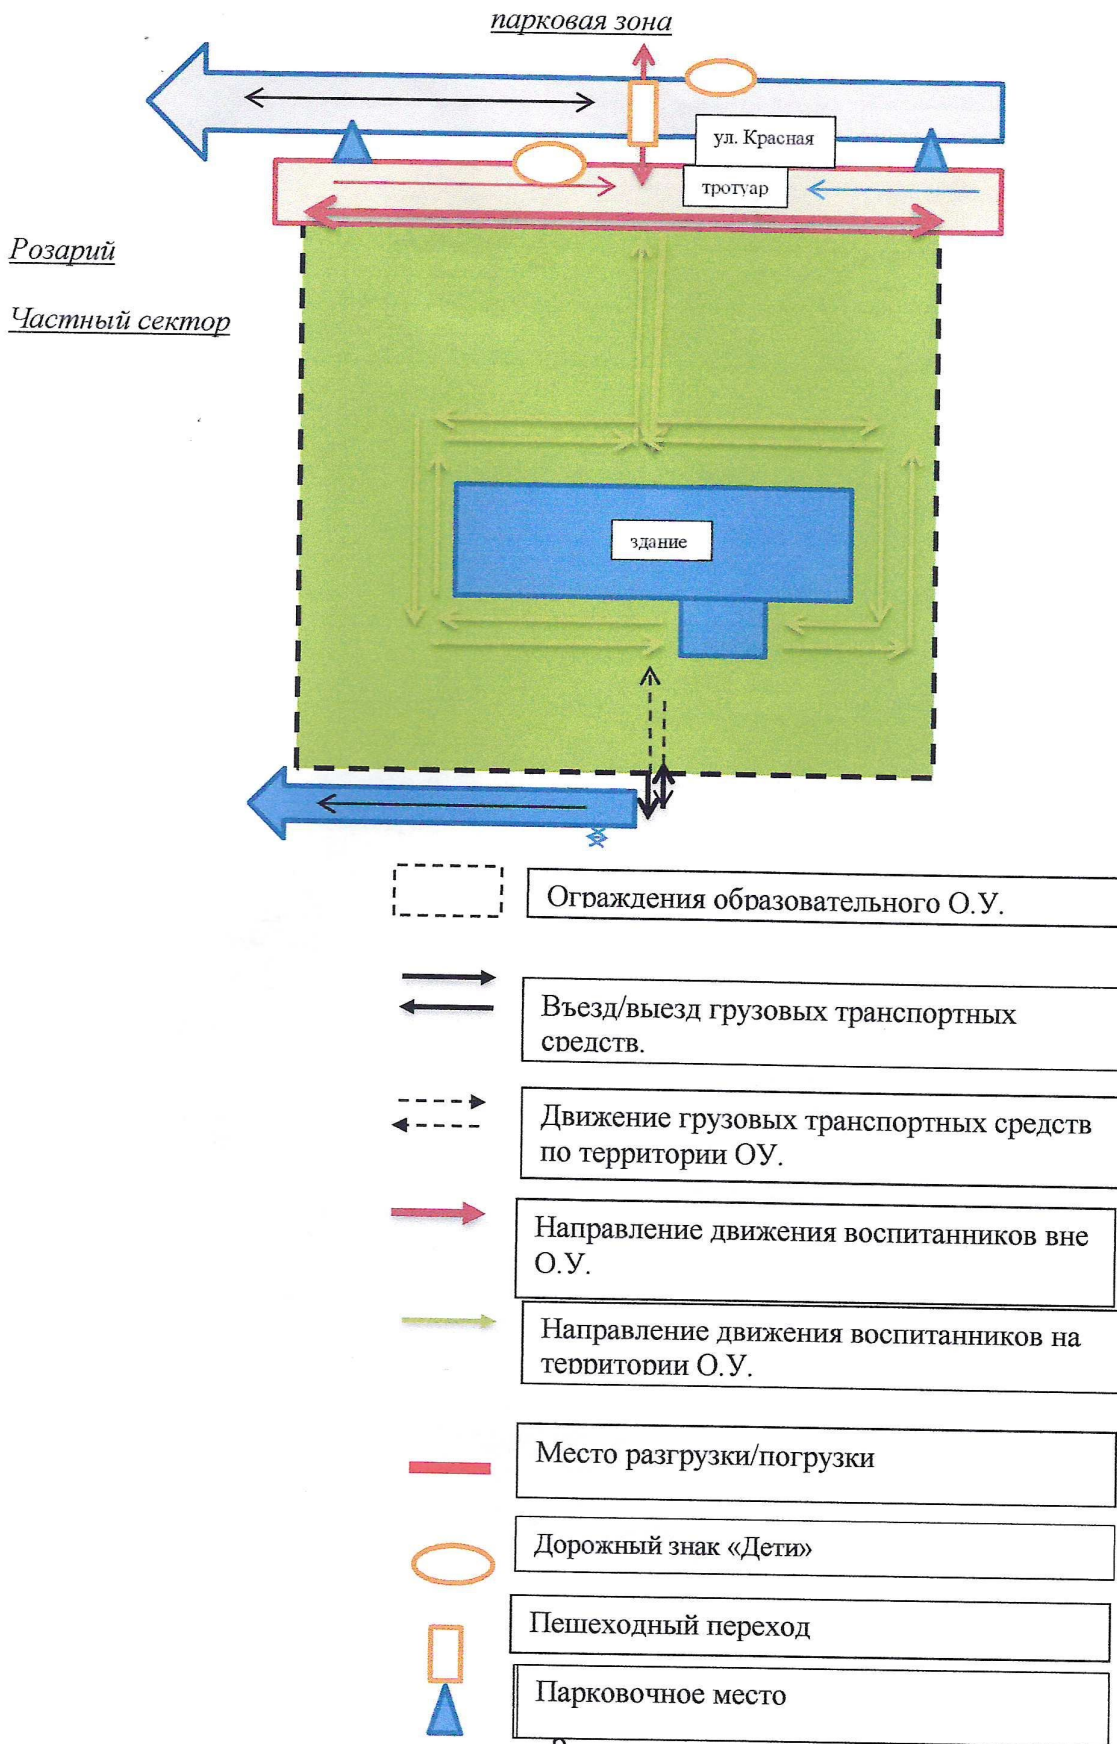 парковая зона
ул. Красная
тротуар
Розарий
Частный сектор
здание
Ограждения образовательного О.У.
Въезд/выезд грузовых транспортных
средств.
Движение грузовых транспортных средств
по территории ОУ.
Направление движения воспитанников вне
О.У.
Направление движения воспитанников на
территории О.У.
Место разгрузки/погрузки
Дорожный знак «Дети»
Пешеходный переход
Парковочное место